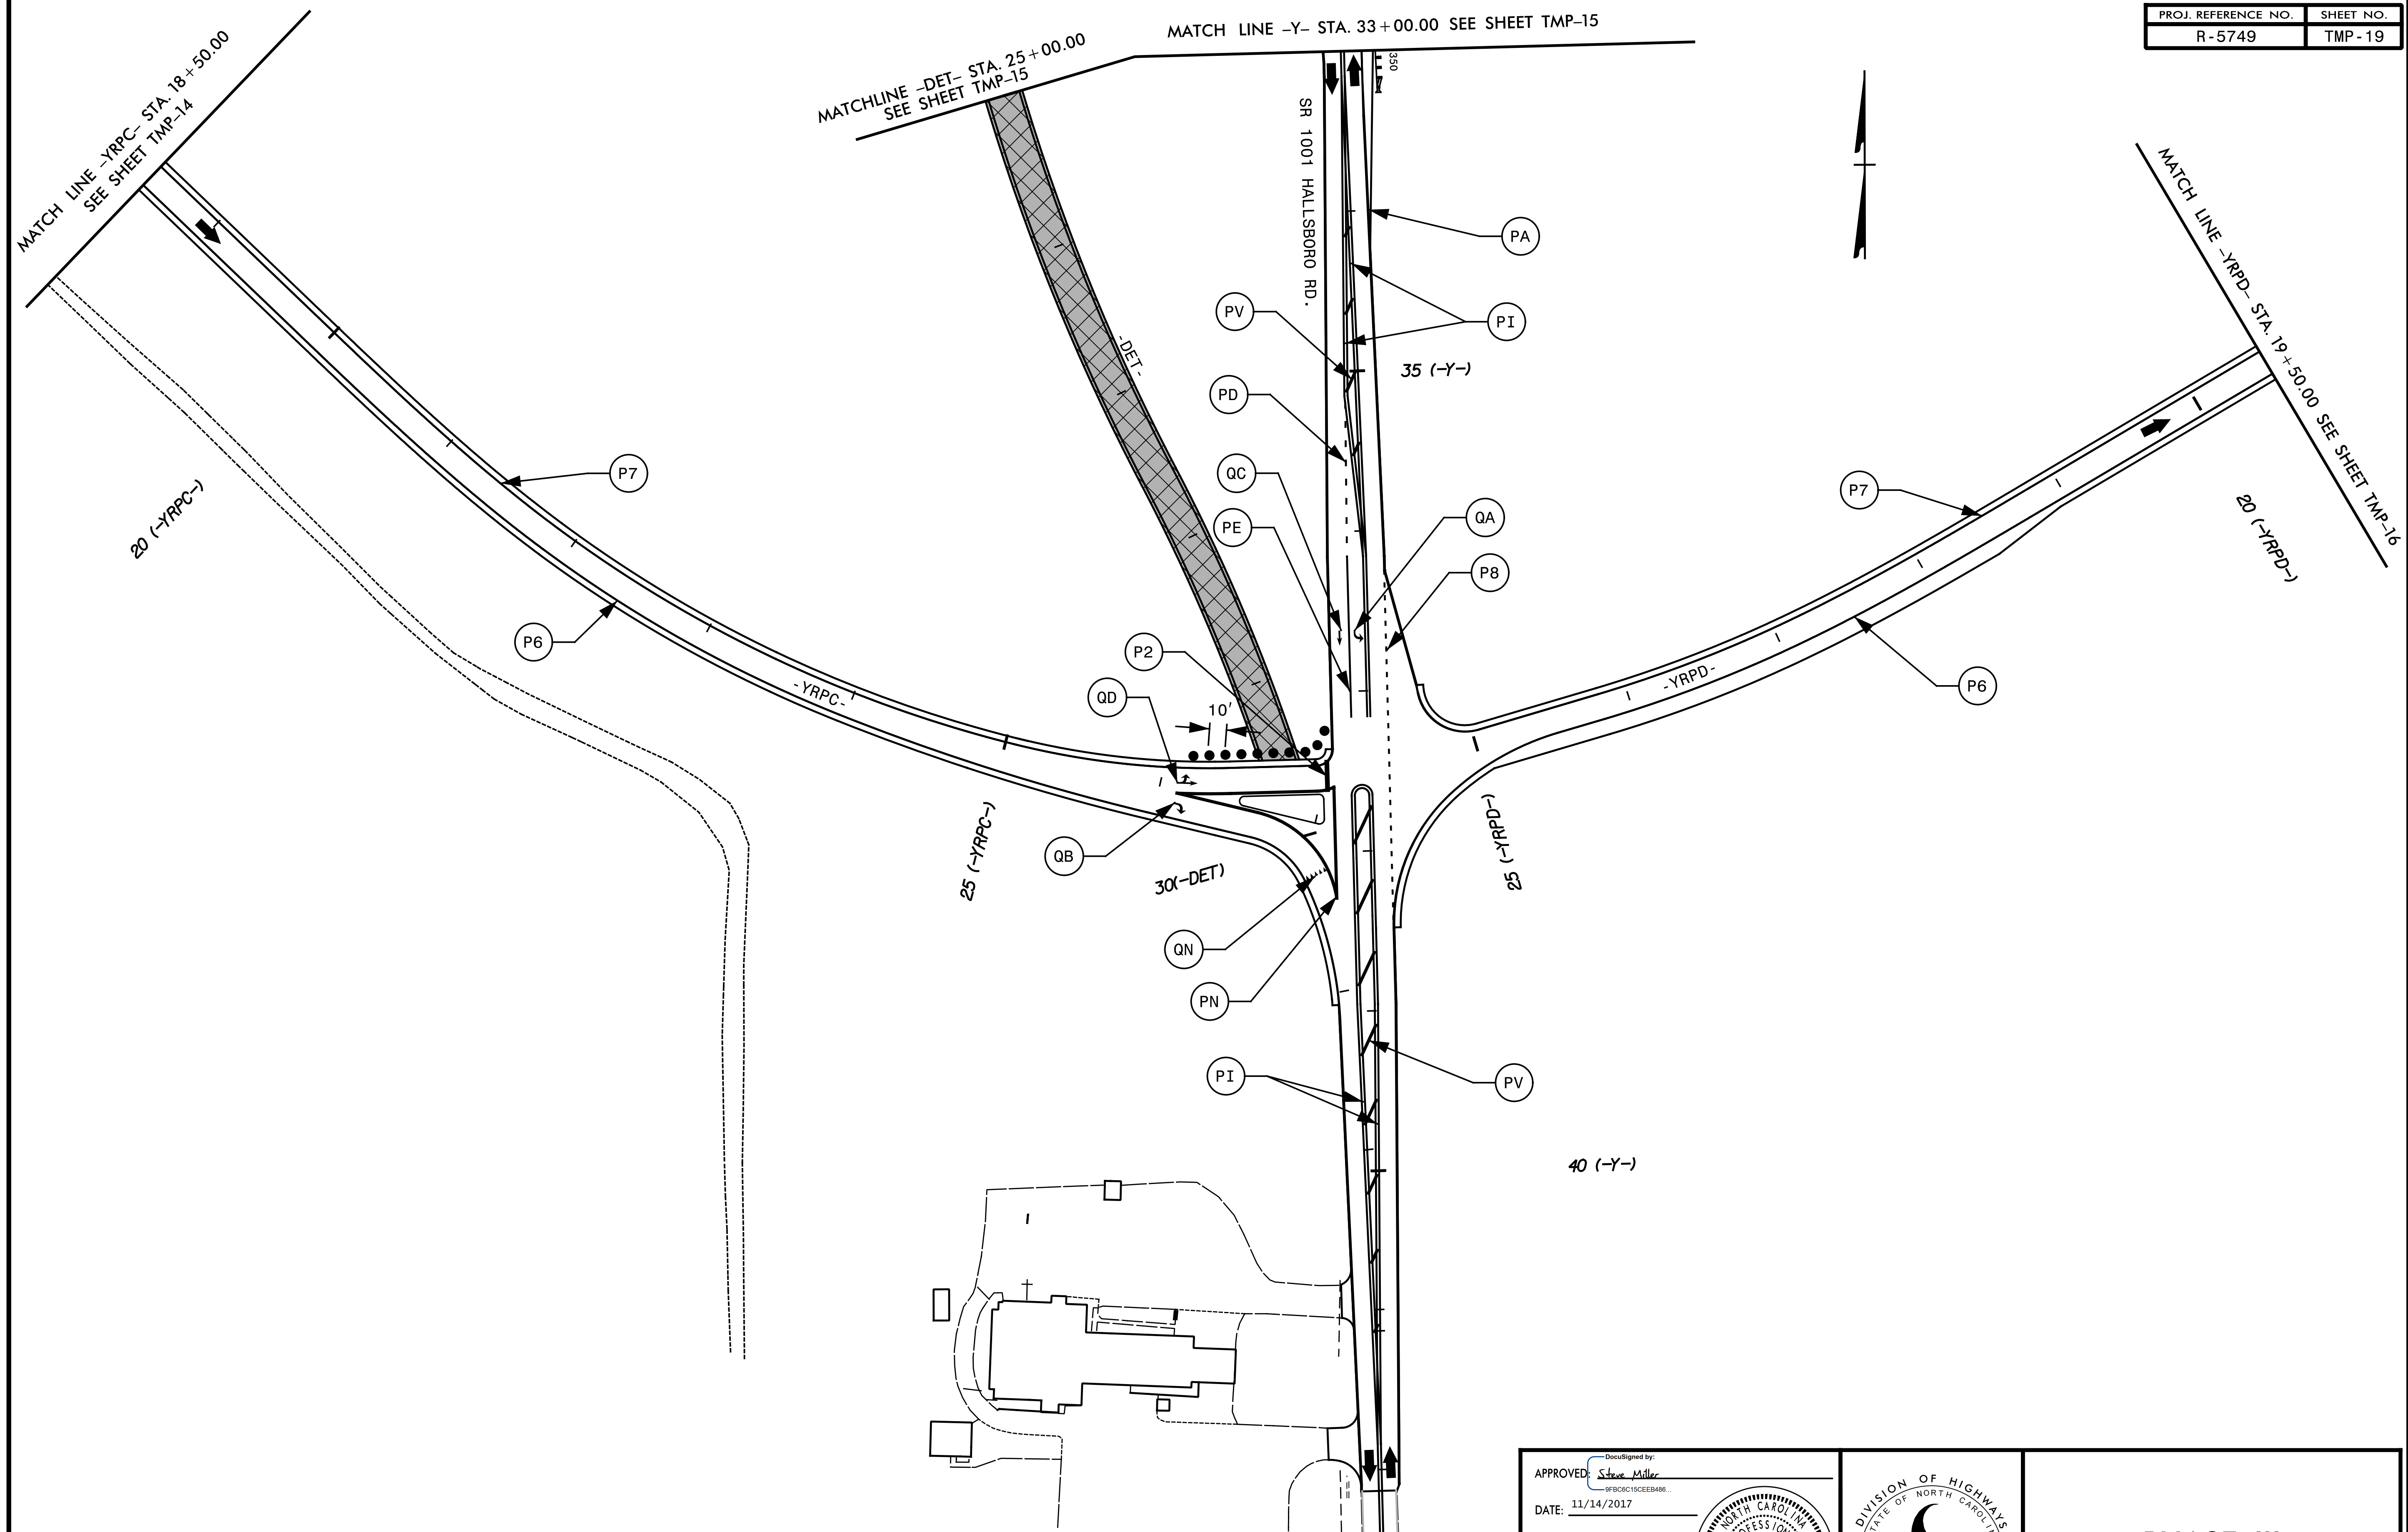 PROJ. REFERENCE NO.
SHEET NO.
R-5749
TMP-19
MATCH LINE -Y- STA. 33+00.00 SEE SHEET TMP-15
MATCHLINE -DET- STA. 25+00.00
SEE SHEET TMP-15
MATCH LINE -YRPC- STA. 18+50.00
SEE SHEET TMP-14
MATCH LINE -YRPD- STA. 19+50.00 SEE SHEET TMP-16
350
SR 1001 HALLSBORO RD.
PA
PV
PI
35 (-Y-)
-DET-
PD
P7
QC
P7
20 (-YRPC-)
PE
QA
20 (-YRPD-)
P8
P6
P2
-YRPC-
QD
10'
-YRPD-
P6
QB
25 (-YRPC-)
30(-DET)
25 (-YRPD-)
QN
PN
PI
PV
40 (-Y-)
DocuSigned by:
APPROVED: Steve Miller
9FBC6C15CEEB486...
DATE: 11/14/2017
NORTH CAROLINA
DIVISION OF HIGHWAYS
STATE OF NORTH CAROLINA